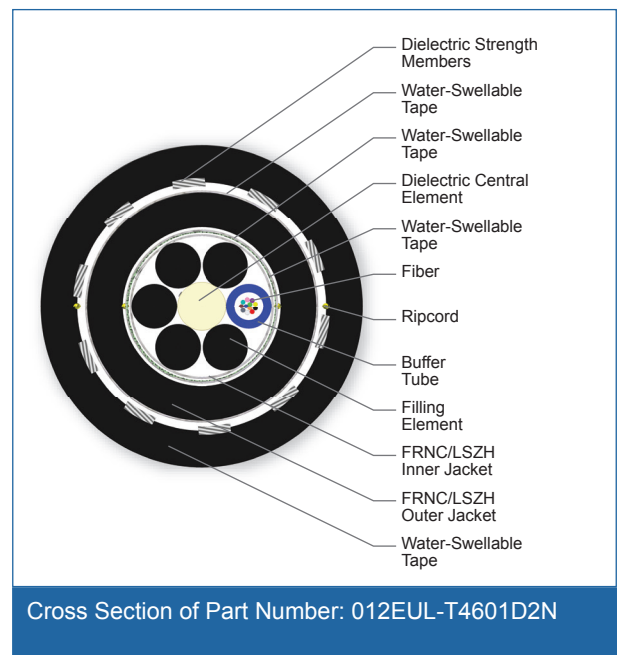 Dielectric Strength
Members
Water-Swellable
Tape
Water-Swellable
Tape
Dielectric Central
Element
Water-Swellable
Tape
Fiber
Ripcord
Buffer
Tube
Filling
Element
FRNC/LSZH
Inner Jacket
FRNC/LSZH
Outer Jacket
Water-Swellable
Tape
Cross Section of Part Number: 012EUL-T4601D2N